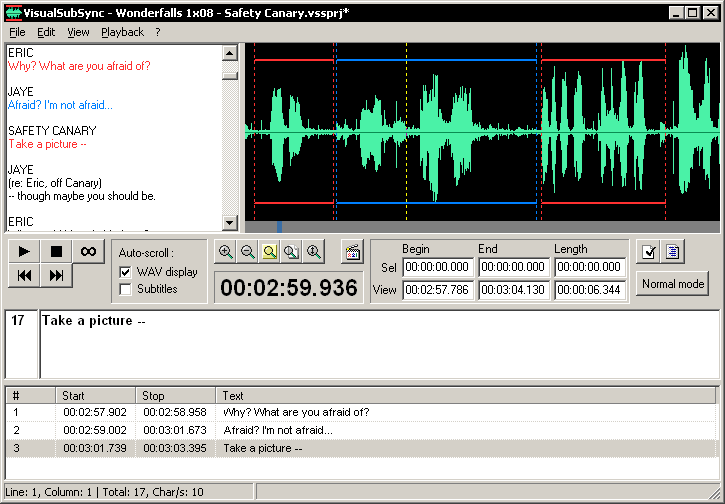 VisualSubSync - Wonderfalls 1x08 - Safety Canary.vssprj*
File Edit View Playback ?
ERIC
Why? What are you afraid of?
JAYE
Afraid? I'm not afraid...
SAFETY CANARY
Take a picture --
JAYE
(re: Eric, off Canary)
-- though maybe you should be.
ERIC
Auto-scroll :
WAV display
Subtitles
00:02:59.936
Begin End Length
Sel 00:00:00.000 00:00:00.000 00:00:00.000
View 00:02:57.786 00:03:04.130 00:00:06.344
Normal mode
17 Take a picture --
# Start Stop Text
1 00:02:57.902 00:02:58.958 Why? What are you afraid of?
2 00:02:59.002 00:03:01.673 Afraid? I'm not afraid...
3 00:03:01.739 00:03:03.395 Take a picture --
Line: 1, Column: 1 | Total: 17, Char/s: 10